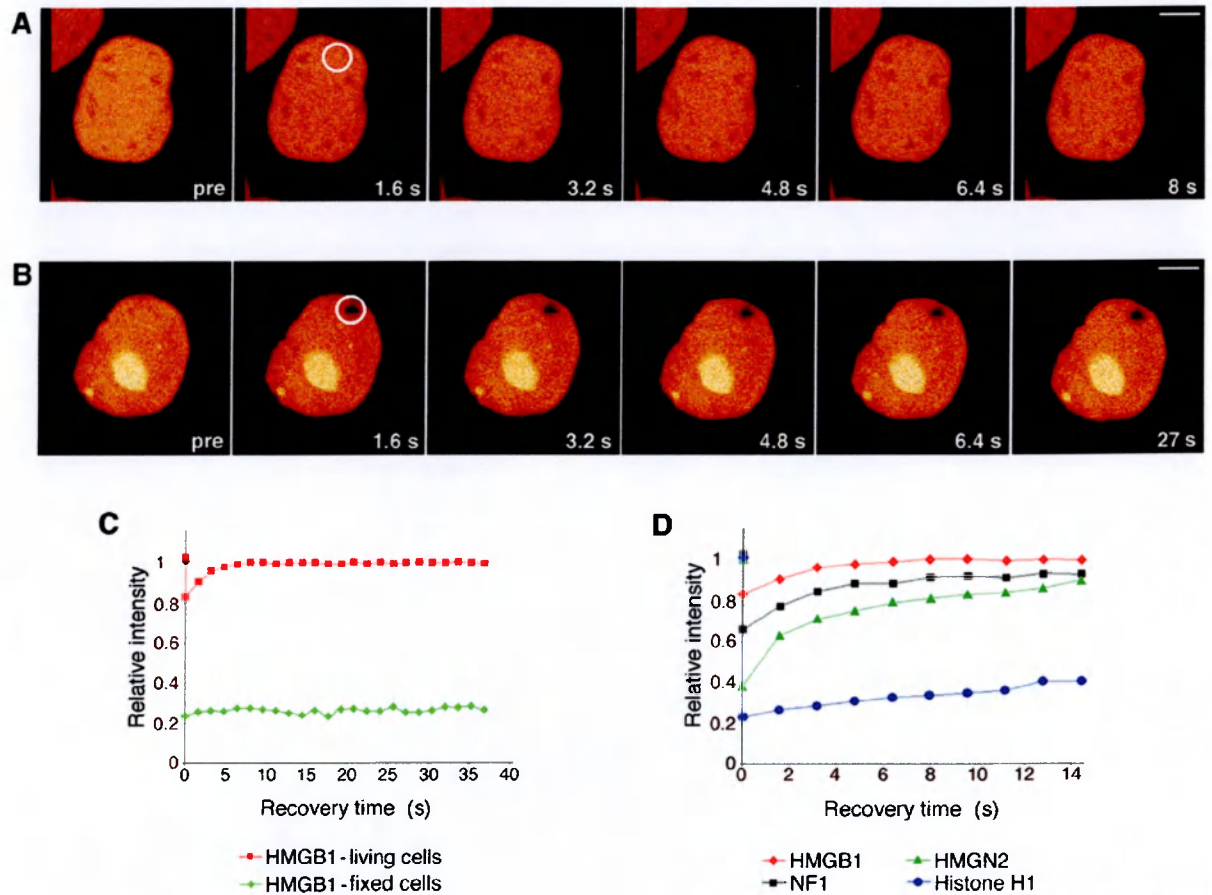 A
pre 1.6 s 3.2 s 4.8 s 6.4 s 8 s
B
pre 1.6 s 3.2 s 4.8 s 6.4 s 27 s
C
Relative intensity
1
0.8
0.6
0.4
0.2
0
0 5 10 15 20 25 30 35 40
Recovery time (s)
HMGB1 - living cells
HMGB1 - fixed cells
D
Relative intensity
1
0.8
0.6
0.4
0.2
0
0 2 4 6 8 10 12 14
Recovery time (s)
HMGB1 HMGN2
NF1 Histone H1